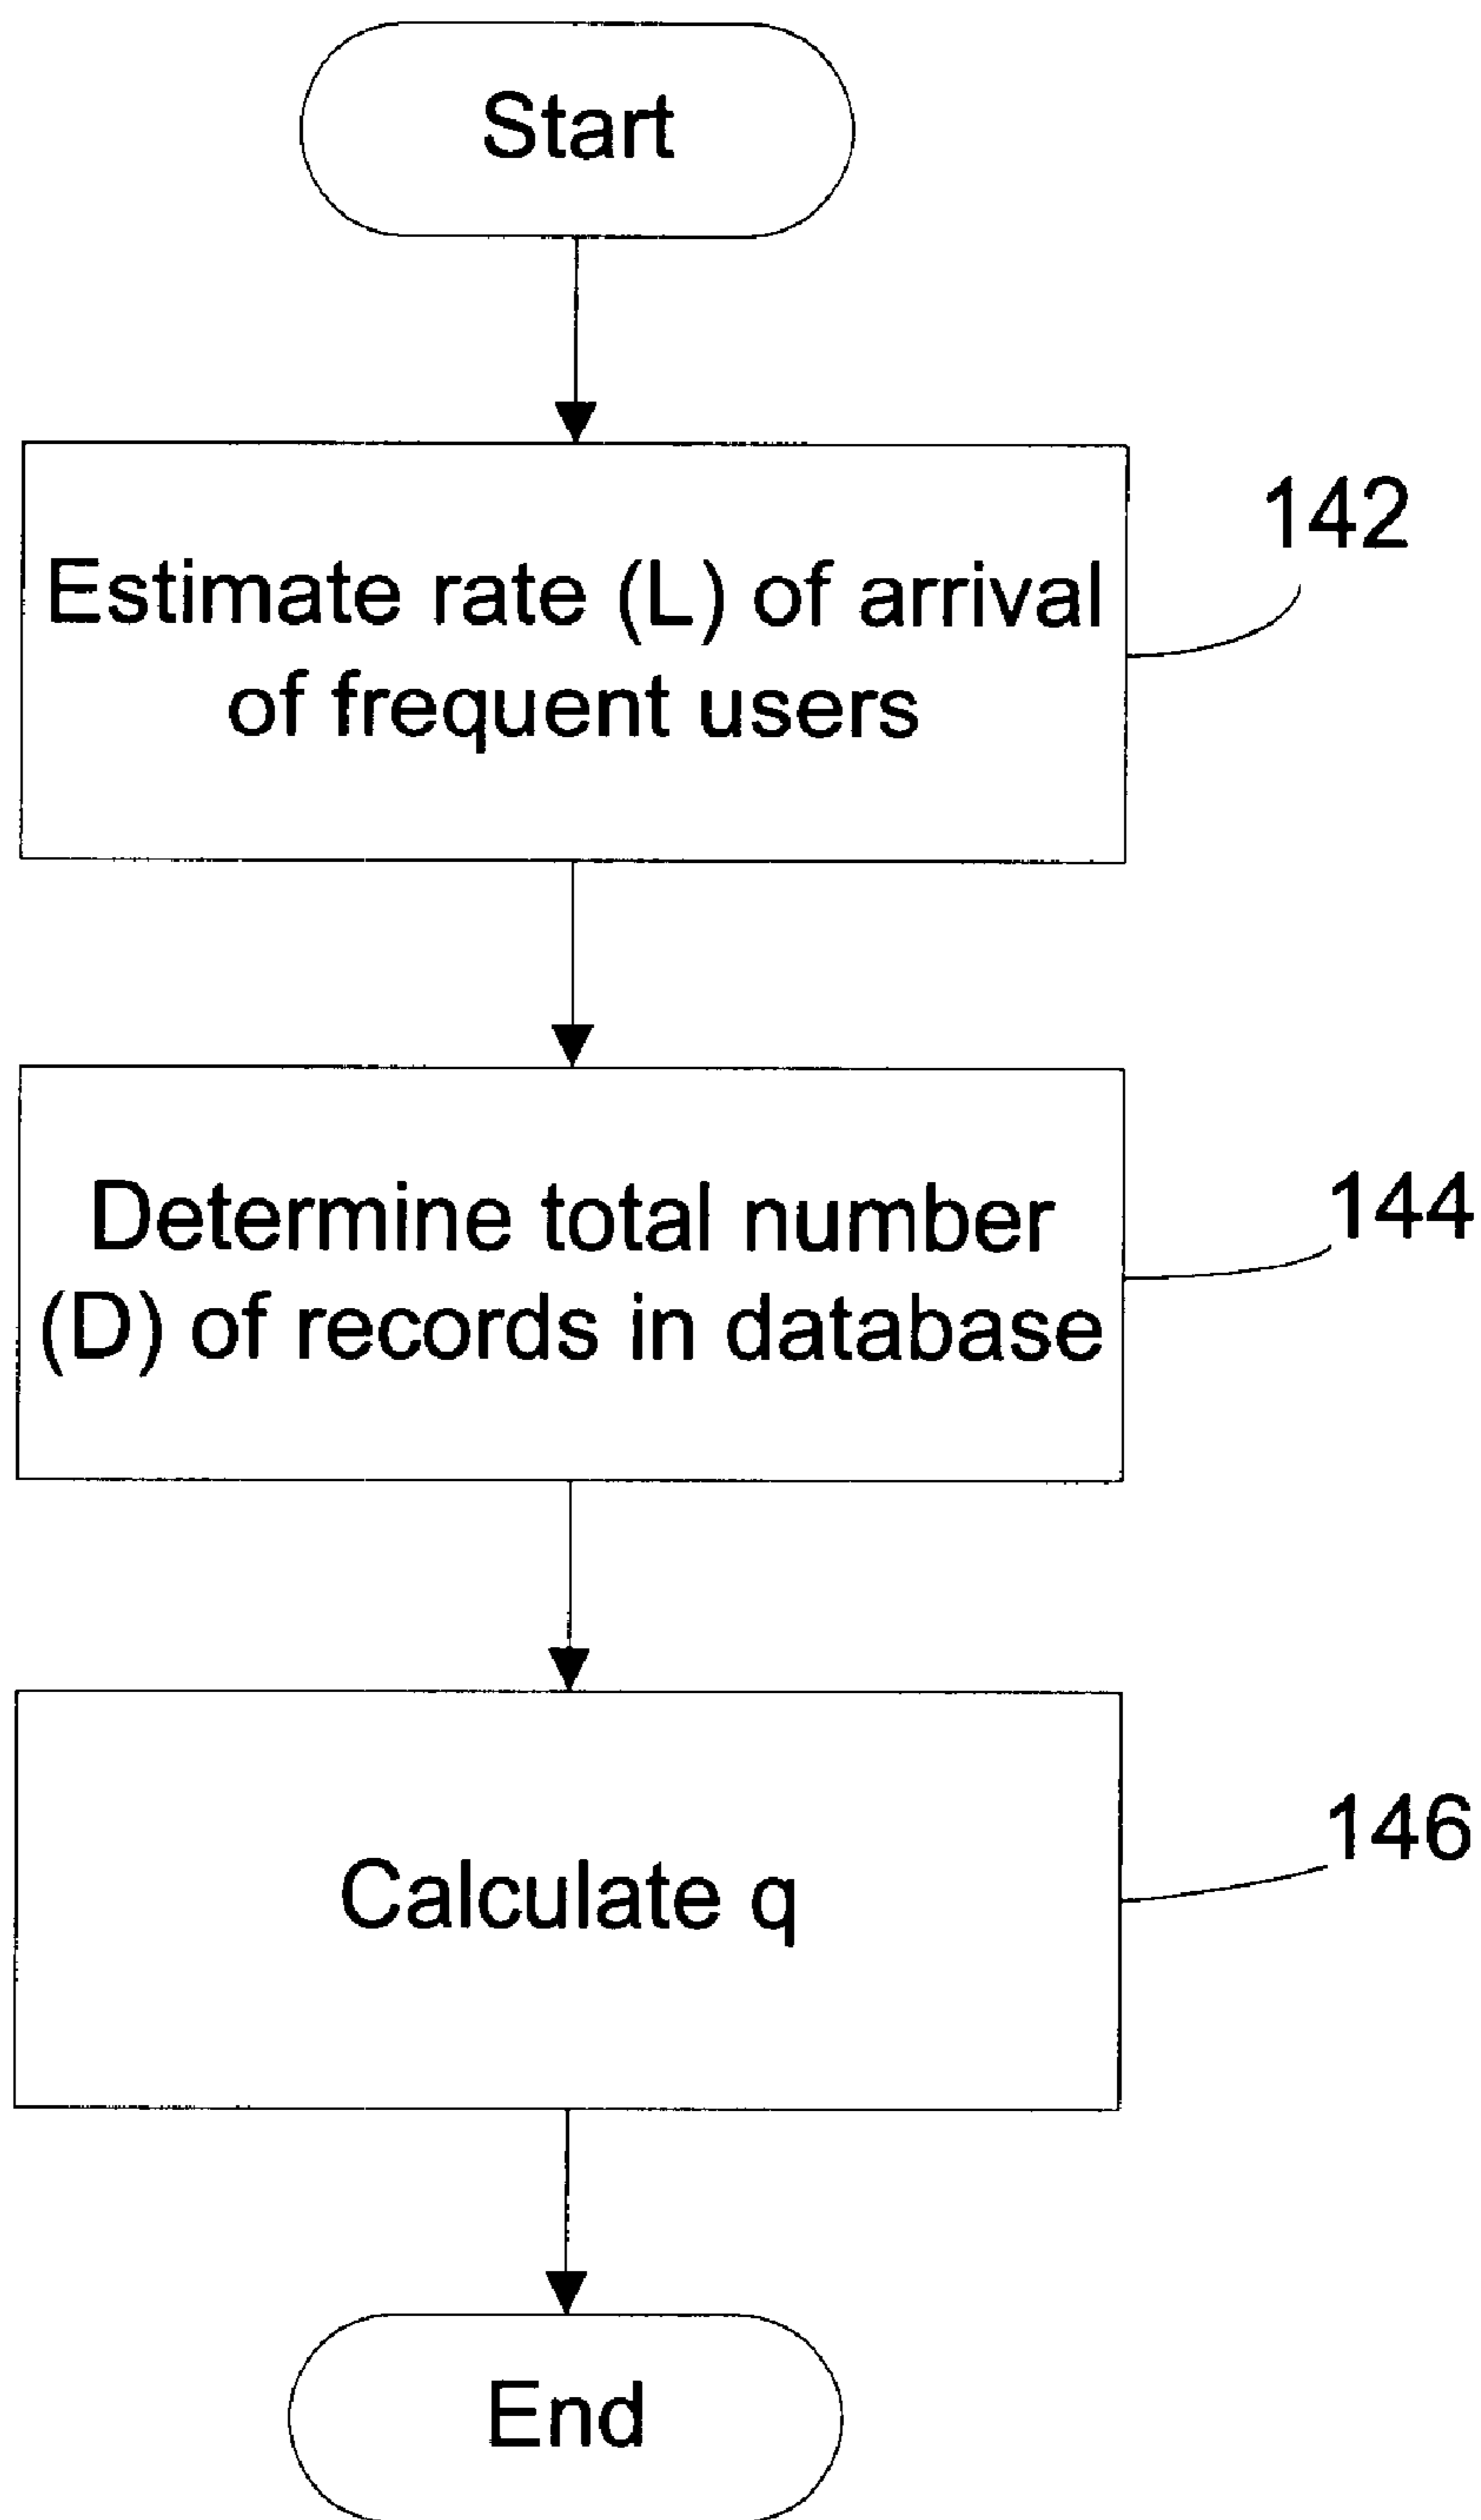 Start
142
Estimate rate (L) of arrival
of frequent users
144
Determine total number
(D) of records in database
146
Calculate q
End